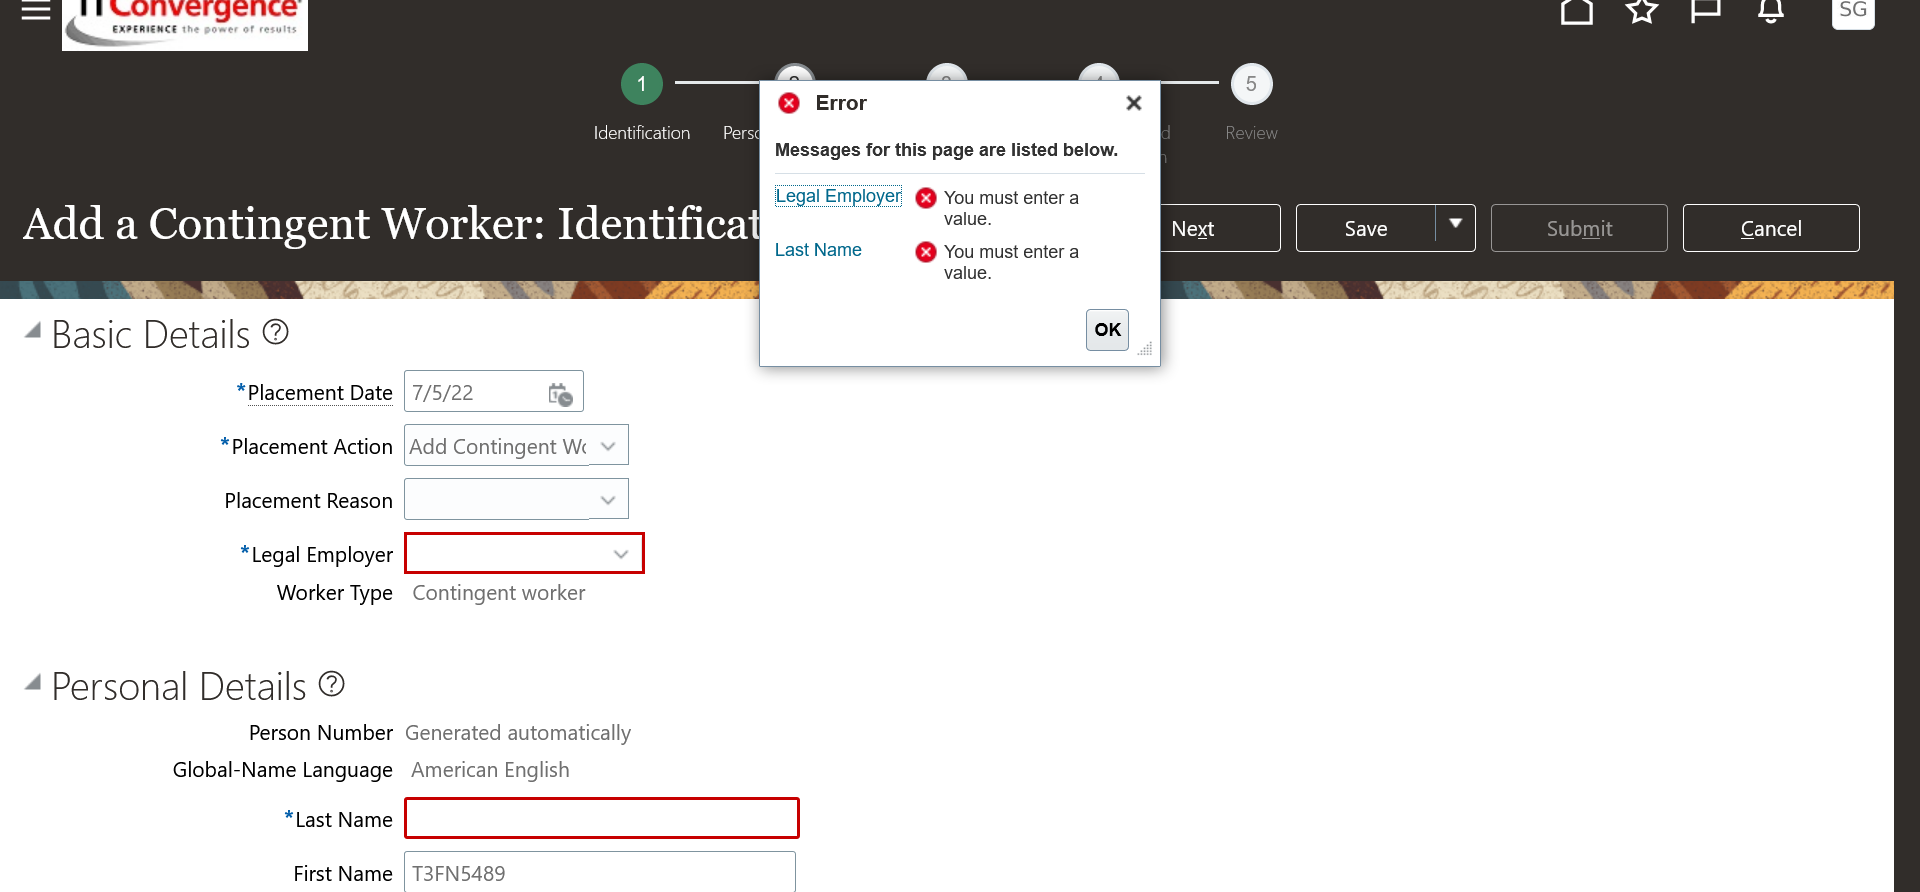 ITConvergence
EXPERIENCE the power of results
SG
1
5
Identification
Review
Error
Messages for this page are listed below.
Legal Employer
You must enter a
value.
Last Name
You must enter a
value.
OK
Add a Contingent Worker:
Next
Save
Submit
Cancel
Basic Details
*Placement Date 7/5/22
*Placement Action Add Contingent
Placement Reason
*Legal Employer
Worker Type Contingent worker
Personal Details
Person Number Generated automatically
Global-Name Language American English
*Last Name
First Name T3FN5489